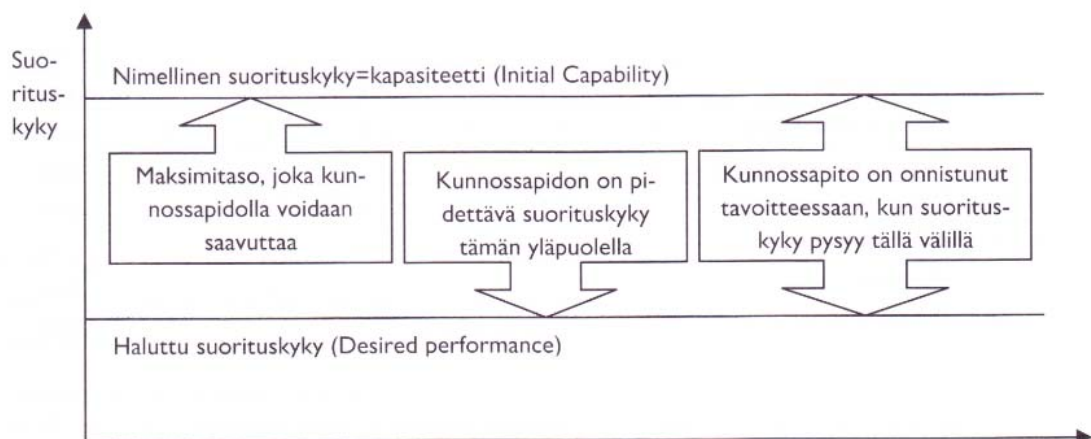 Suo-
ritus-
kyky
Nimellinen suorituskyky=kapasiteetti (Initial Capability)
Maksimitaso, joka kun-
nossapidolla voidaan
saavuttaa
Kunnossapidon on pi-
dettävä suorituskyky
tämän yläpuolella
Kunnossapito on onnistunut
tavoitteessaan, kun suoritus-
kyky pysyy tällä välillä
Haluttu suorituskyky (Desired performance)